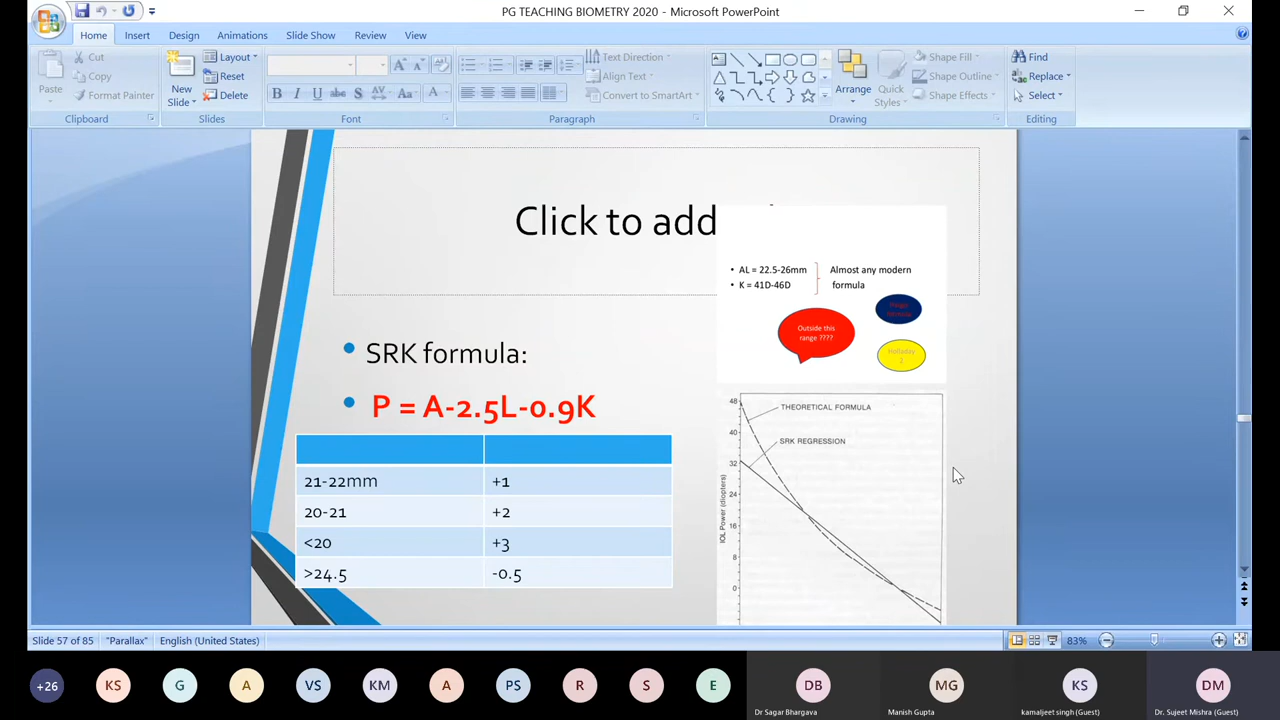 PG TEACHING BIOMETRY 2020 - Microsoft PowerPoint
Home Insert Design Animations Slide Show Review View
Paste
Cut
Copy
Format Painter
Clipboard
New Slide
Layout
Reset
Delete
Slides
B I U abe S AV Aa A
Font
Text Direction
Align Text
Convert to SmartArt
Paragraph
Arrange
Quick Styles
Shape Fill
Shape Outline
Shape Effects
Drawing
Find
Replace
Select
Editing
Click to add
• AL = 22.5-26mm
• K = 41D-46D
Almost any modern
formula
Outside this
range ????
Holladay
1
• SRK formula:
• P = A-2.5L-0.9K
21-22mm +1
20-21 +2
<20 +3
>24.5 -0.5
THEORETICAL FORMULA
SRK REGRESSION
IOL Power (diopters)
48
40
32
24
16
8
0
Slide 57 of 85 "Parallax" English (United States) 83%
+26 KS G A VS KM A PS R S E DB MG KS DM
Dr Sagar Bhargava Manish Gupta kamaljeet singh (Guest) Dr. Sujeet Mishra (Guest)